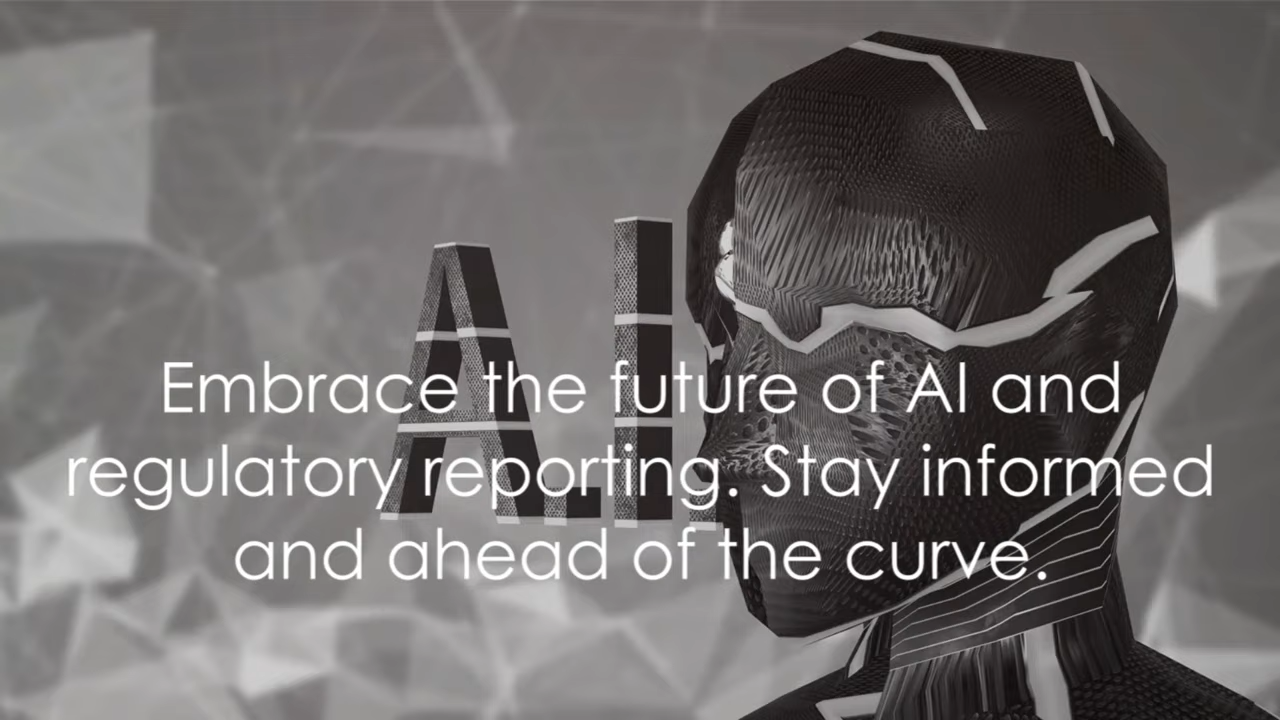 A.I.
Embrace the future of AI and
regulatory reporting. Stay informed
and ahead of the curve.